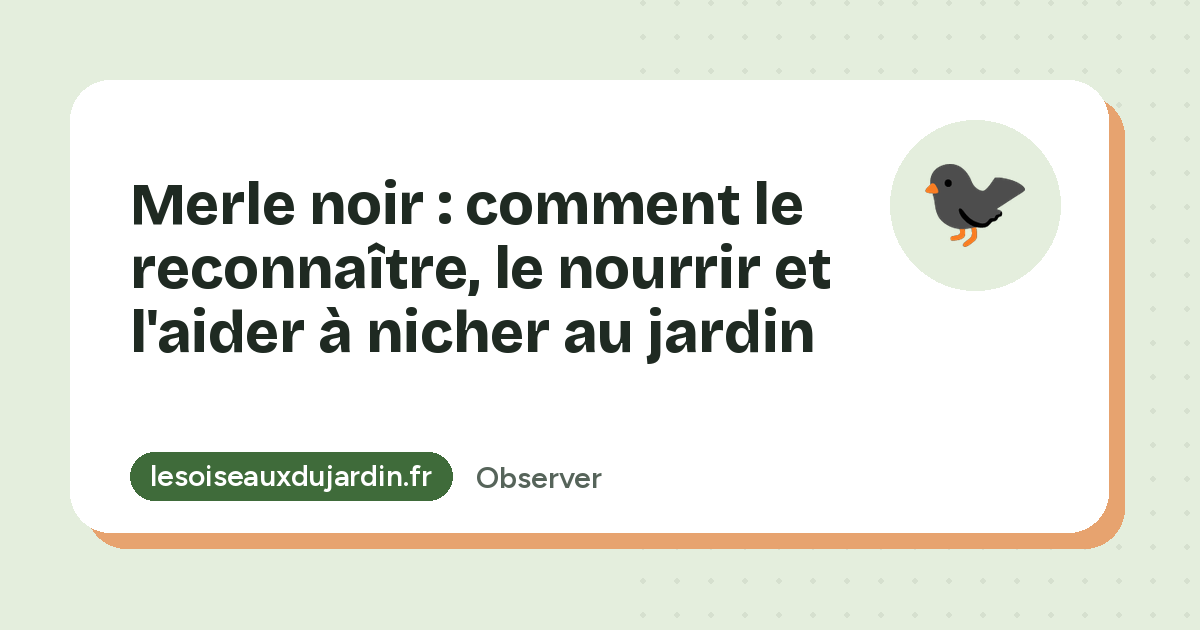 Merle noir : comment le
reconnaître, le nourrir et
l'aider à nicher au jardin
lesoiseauxdujardin.fr
Observer